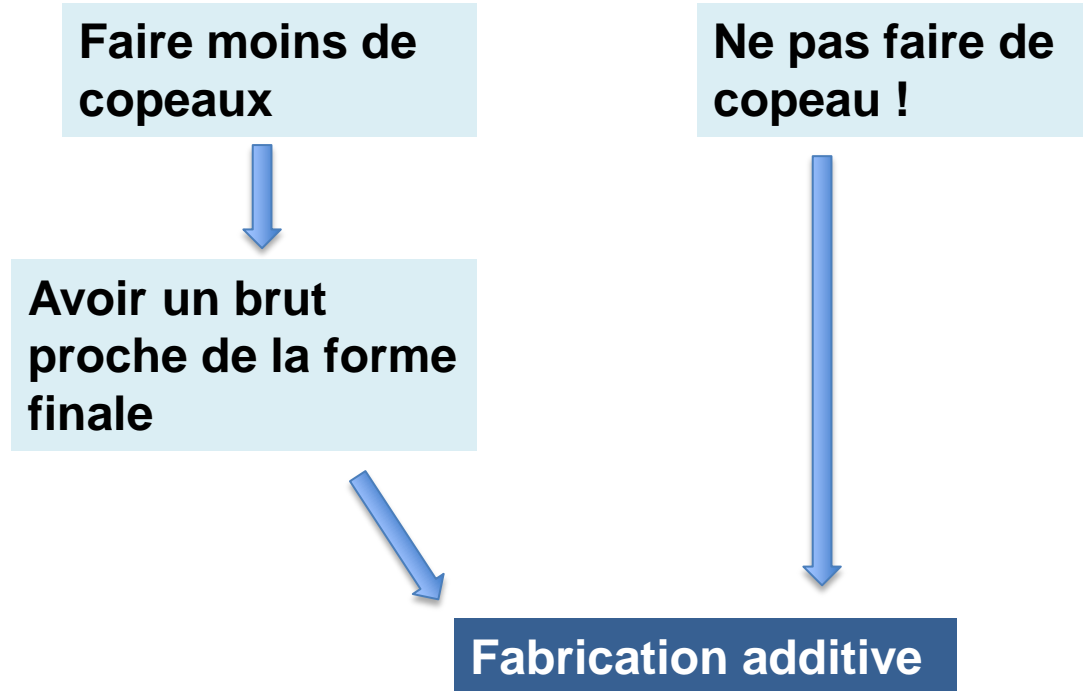 Faire moins de
copeaux
Ne pas faire de
copeau !
Avoir un brut
proche de la forme
finale
Fabrication additive